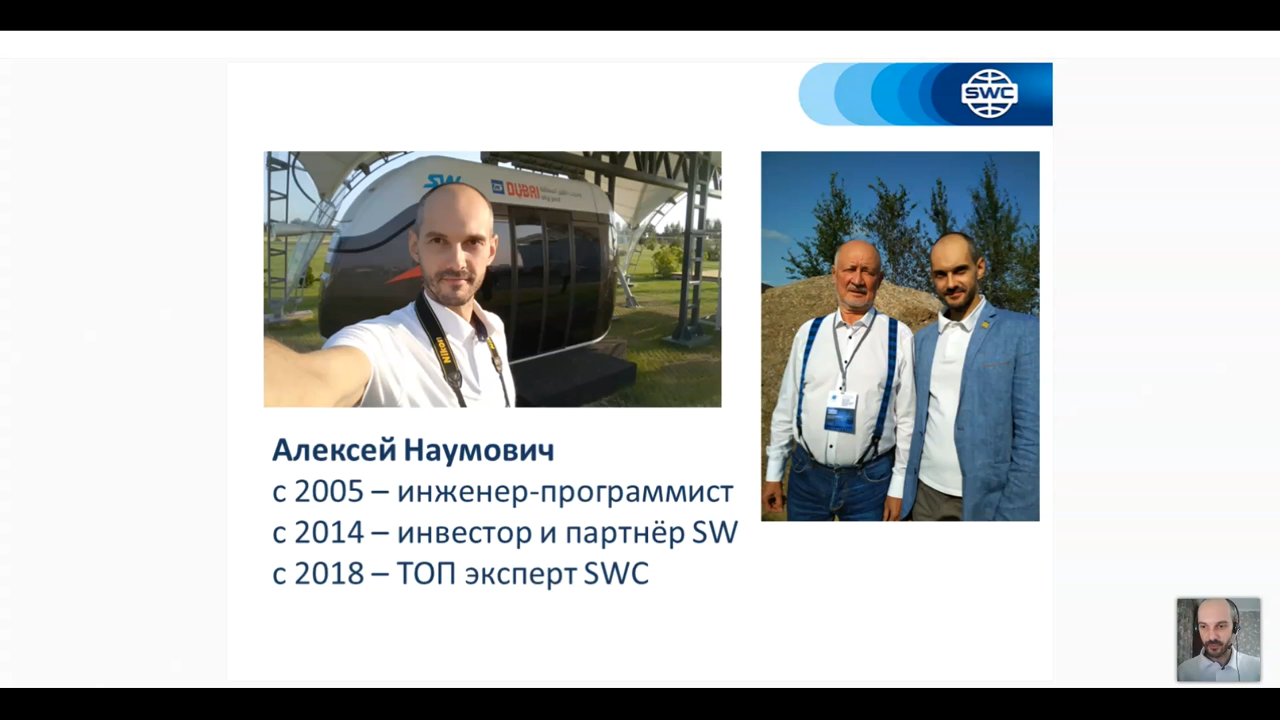 SWC
SW
DUBAI
Nikon
Алексей Наумович
с 2005 – инженер-программист
с 2014 – инвестор и партнёр SW
с 2018 – ТОП эксперт SWC